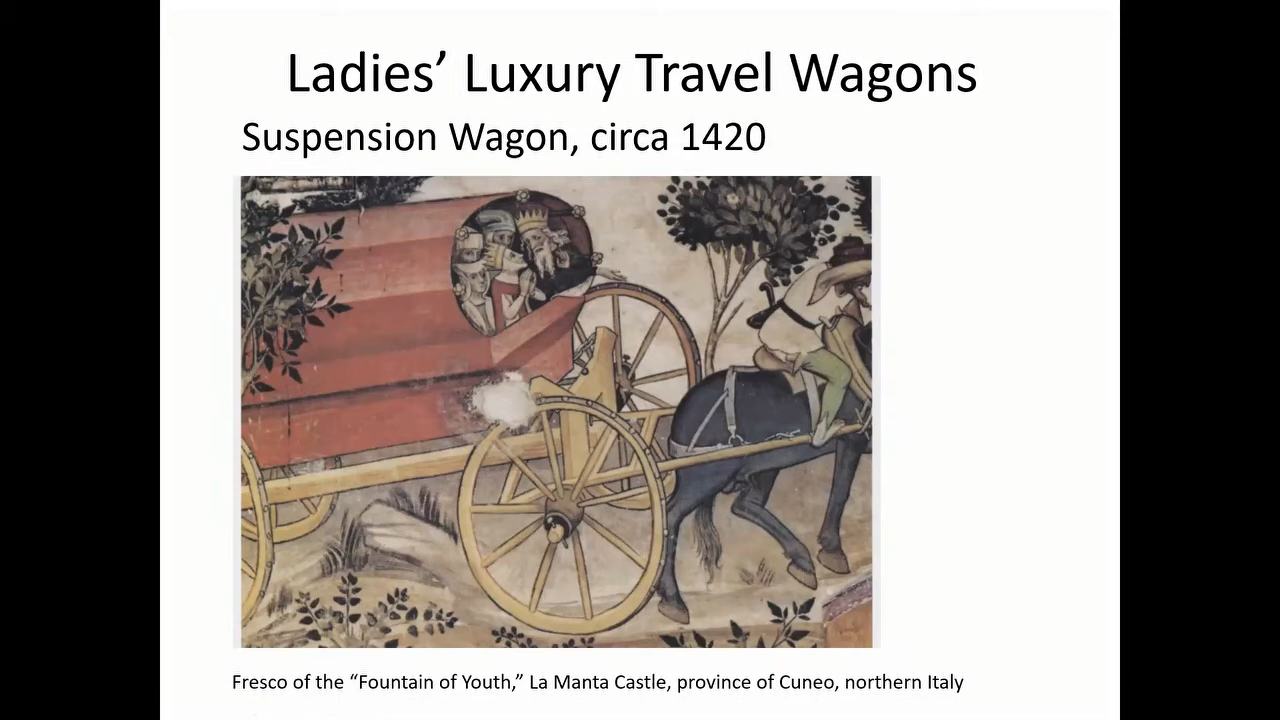 Ladies’ Luxury Travel Wagons
Suspension Wagon, circa 1420
Fresco of the “Fountain of Youth,” La Manta Castle, province of Cuneo, northern Italy